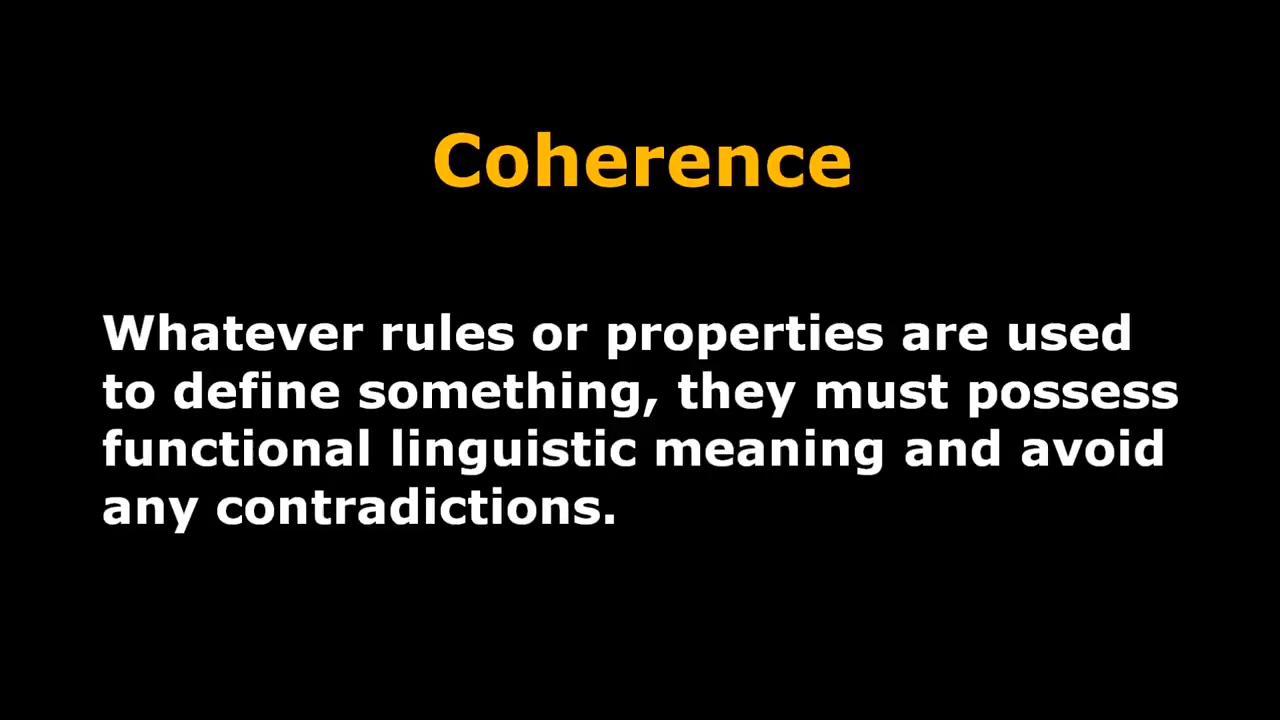 Coherence
Whatever rules or properties are used
to define something, they must possess
functional linguistic meaning and avoid
any contradictions.